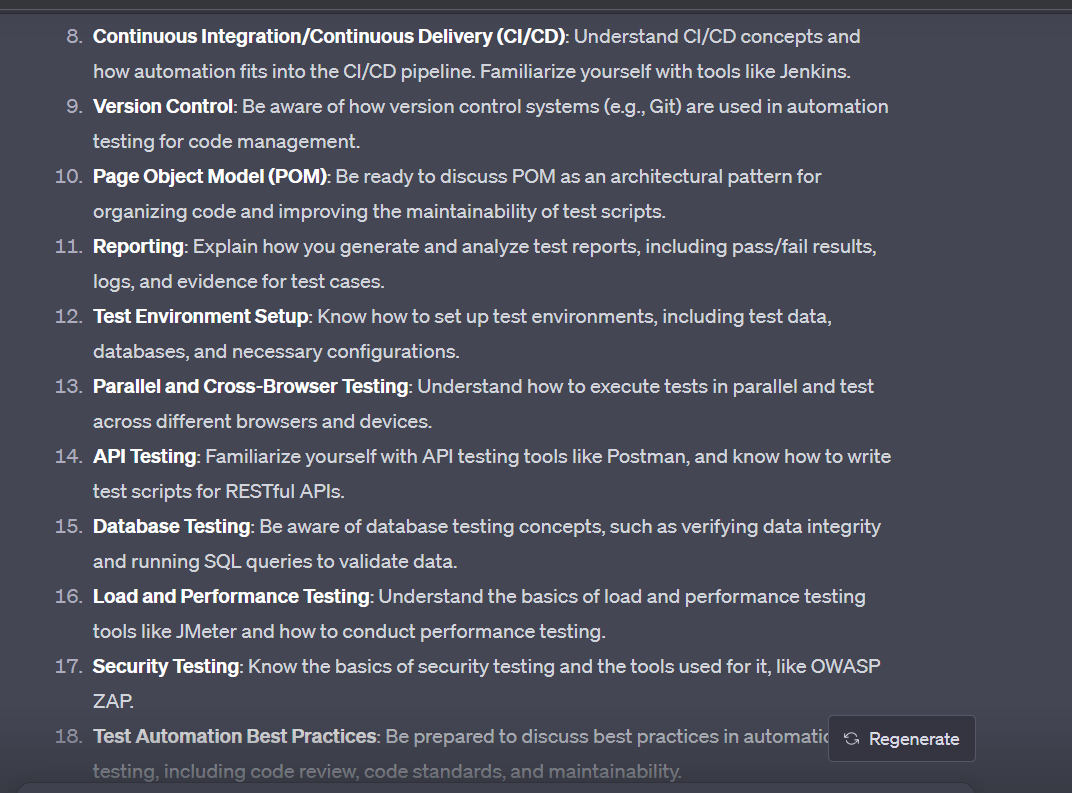 8. Continuous Integration/Continuous Delivery (CI/CD): Understand CI/CD concepts and
how automation fits into the CI/CD pipeline. Familiarize yourself with tools like Jenkins.
9. Version Control: Be aware of how version control systems (e.g., Git) are used in automation
testing for code management.
10. Page Object Model (POM): Be ready to discuss POM as an architectural pattern for
organizing code and improving the maintainability of test scripts.
11. Reporting: Explain how you generate and analyze test reports, including pass/fail results,
logs, and evidence for test cases.
12. Test Environment Setup: Know how to set up test environments, including test data,
databases, and necessary configurations.
13. Parallel and Cross-Browser Testing: Understand how to execute tests in parallel and test
across different browsers and devices.
14. API Testing: Familiarize yourself with API testing tools like Postman, and know how to write
test scripts for RESTful APIs.
15. Database Testing: Be aware of database testing concepts, such as verifying data integrity
and running SQL queries to validate data.
16. Load and Performance Testing: Understand the basics of load and performance testing
tools like JMeter and how to conduct performance testing.
17. Security Testing: Know the basics of security testing and the tools used for it, like OWASP
ZAP.
18. Test Automation Best Practices: Be prepared to discuss best practices in automatic
testing, including code review, code standards, and maintainability.
Regenerate